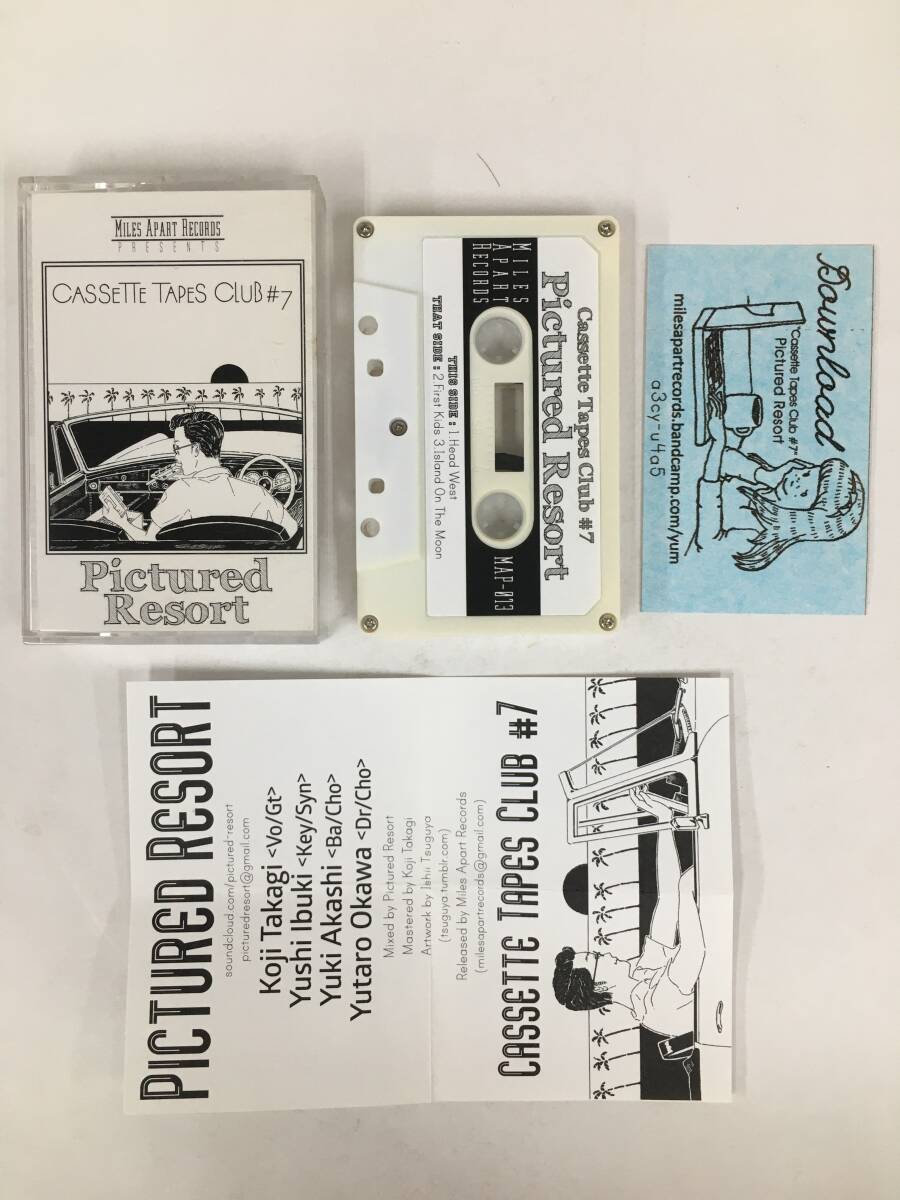 MILES APART RECORDS
PRESENTS
CASSETTE TAPES CLUB #7
Pictured
Resort
Cassette Tapes Club #7
Pictured Resort
MILES
APART
RECORDS
MAP-013
THIS SIDE : 1.Head West
THAT SIDE : 2.First Kids 3.Island On The Moon
Download
"Cassette Tapes Club #7"
Pictured Resort
milesapartrecords.bandcamp.com/yum
a3cy-u4a5
PICTURED RESORT
soundcloud.com/pictured-resort
picturedresort@gmail.com
Koji Takagi <Vo/Gt>
Yushi Ibuki <Key/Syn>
Yuki Akashi <Ba/Cho>
Yutaro Okawa <Dr/Cho>
Mixed by Pictured Resort
Mastered by Koji Takagi
Artwork by Ishii Tsuguya
(tsuguya.tumblr.com)
Released by Miles Apart Records
(milesapartrecords@gmail.com)
CASSETTE TAPES CLUB #7